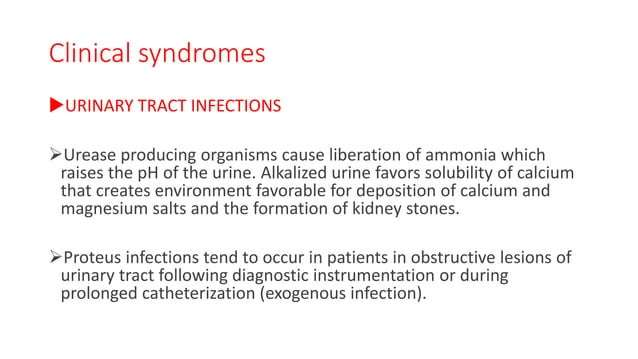 Clinical syndromes
▶URINARY TRACT INFECTIONS
➢Urease producing organisms cause liberation of ammonia which
raises the pH of the urine. Alkalized urine favors solubility of calcium
that creates environment favorable for deposition of calcium and
magnesium salts and the formation of kidney stones.
➢Proteus infections tend to occur in patients in obstructive lesions of
urinary tract following diagnostic instrumentation or during
prolonged catheterization (exogenous infection).